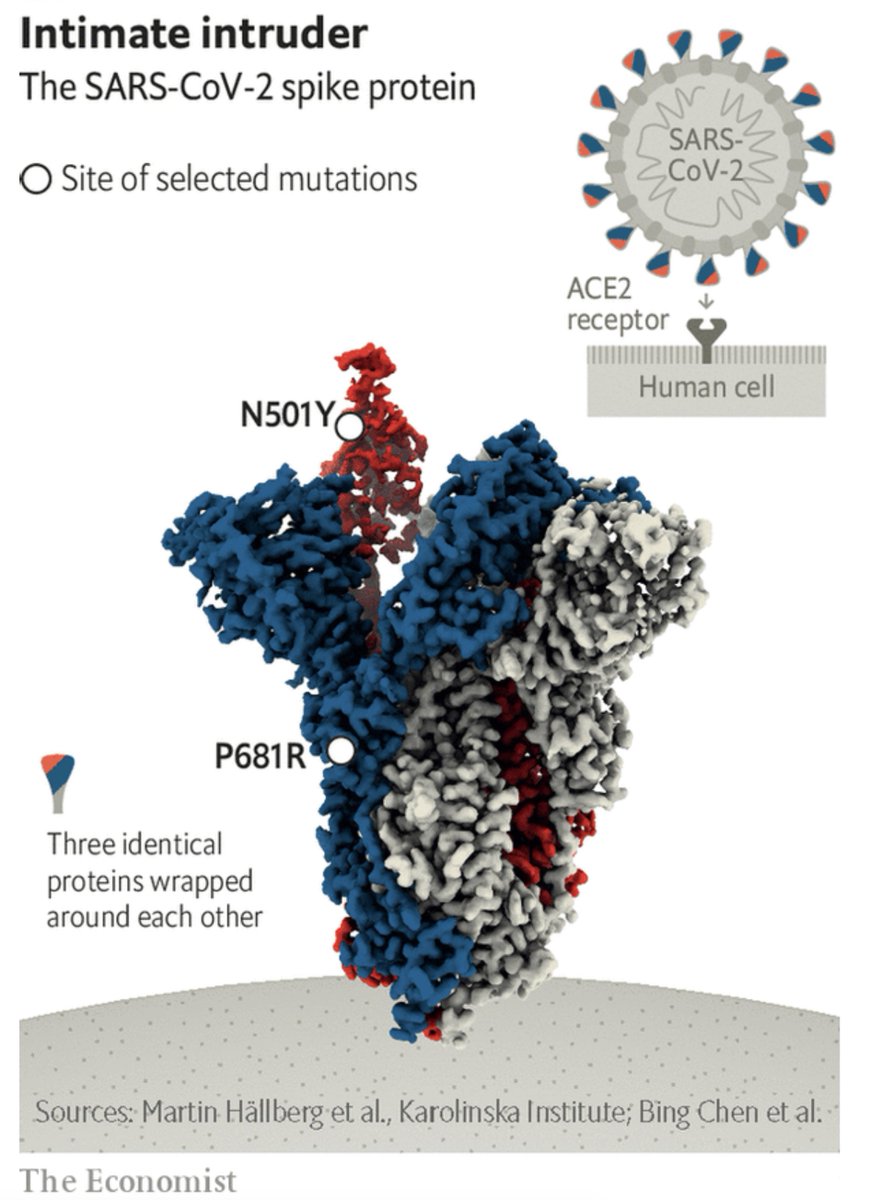 Intimate intruder
The SARS-CoV-2 spike protein
Site of selected mutations
SARS-
CoV-2
ACE2
receptor
Human cell
N501Y
P681R
Three identical
proteins wrapped
around each other
Sources: Martin Hällberg et al., Karolinska Institute; Bing Chen et al.
The Economist